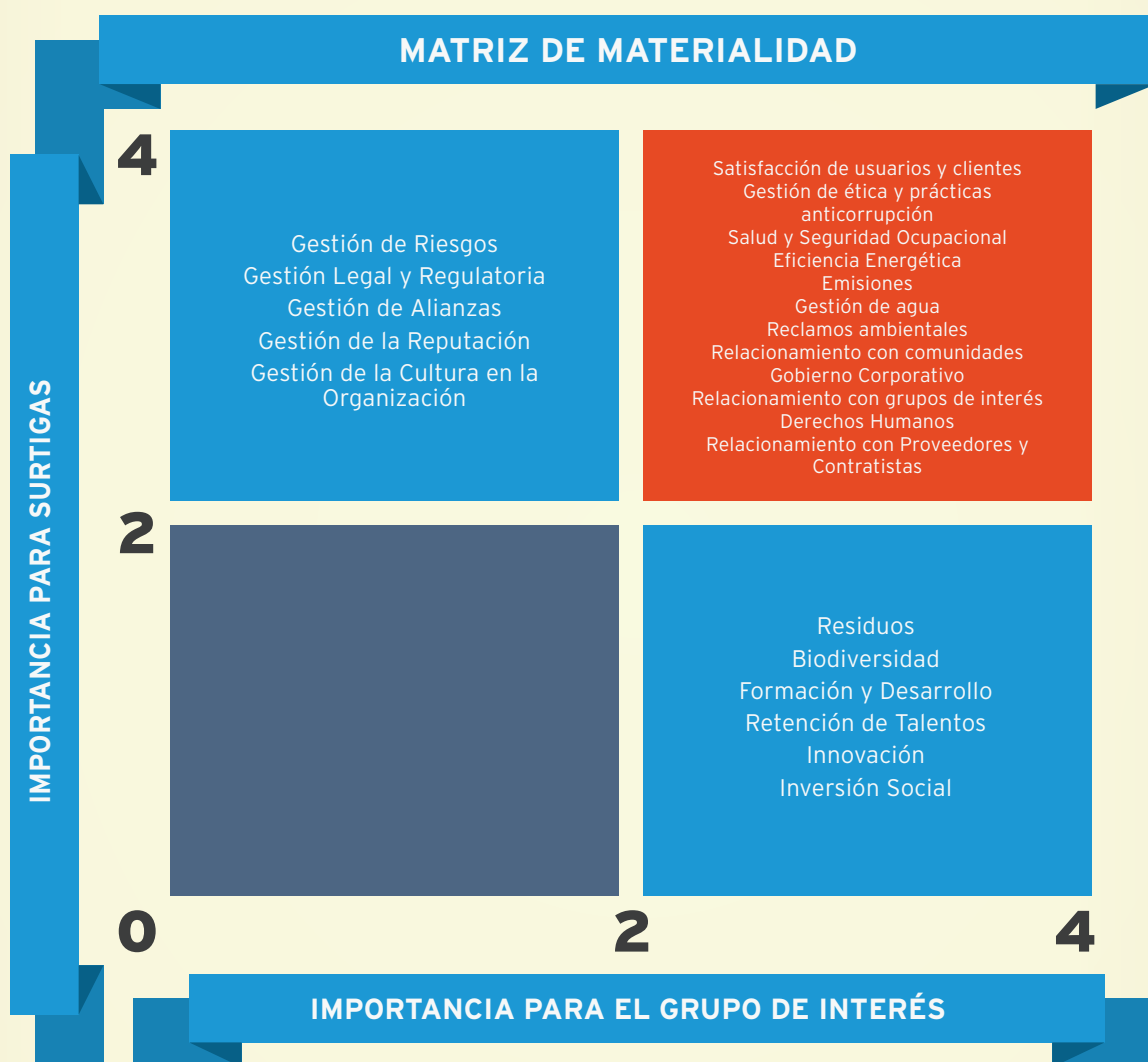 MATRIZ DE MATERIALIDAD
4
Gestión de Riesgos
Gestión Legal y Regulatoria
Gestión de Alianzas
Gestión de la Reputación
Gestión de la Cultura en la
Organización
Satisfacción de usuarios y clientes
Gestión de ética y prácticas
anticorrupción
Salud y Seguridad Ocupacional
Eficiencia Energética
Emisiones
Gestión de agua
Reclamos ambientales
Relacionamiento con comunidades
Gobierno Corporativo
Relacionamiento con grupos de interés
Derechos Humanos
Relacionamiento con Proveedores y
Contratistas
IMPORTANCIA PARA SURTIGAS
2
Residuos
Biodiversidad
Formación y Desarrollo
Retención de Talentos
Innovación
Inversión Social
0
2
4
IMPORTANCIA PARA EL GRUPO DE INTERÉS